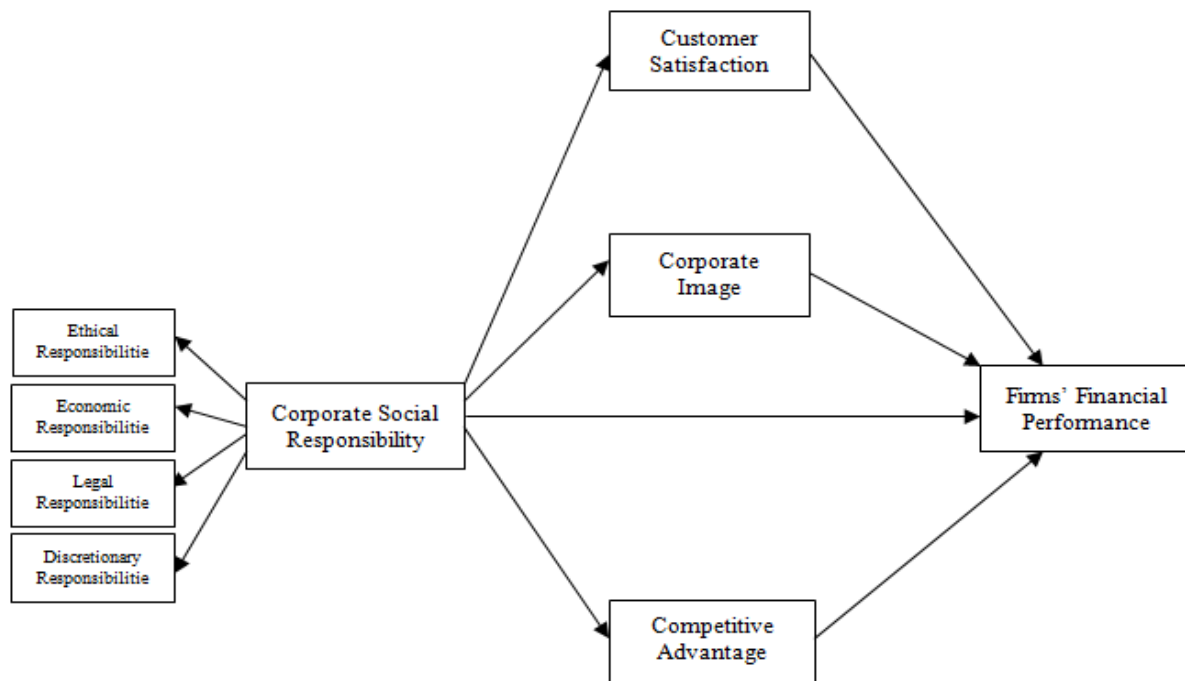 Customer
Satisfaction
Corporate
Image
Ethical
Responsibilitie
Economic
Responsibilitie
Legal
Responsibilitie
Discretionary
Responsibilitie
Corporate Social
Responsibility
Firms’ Financial
Performance
Competitive
Advantage